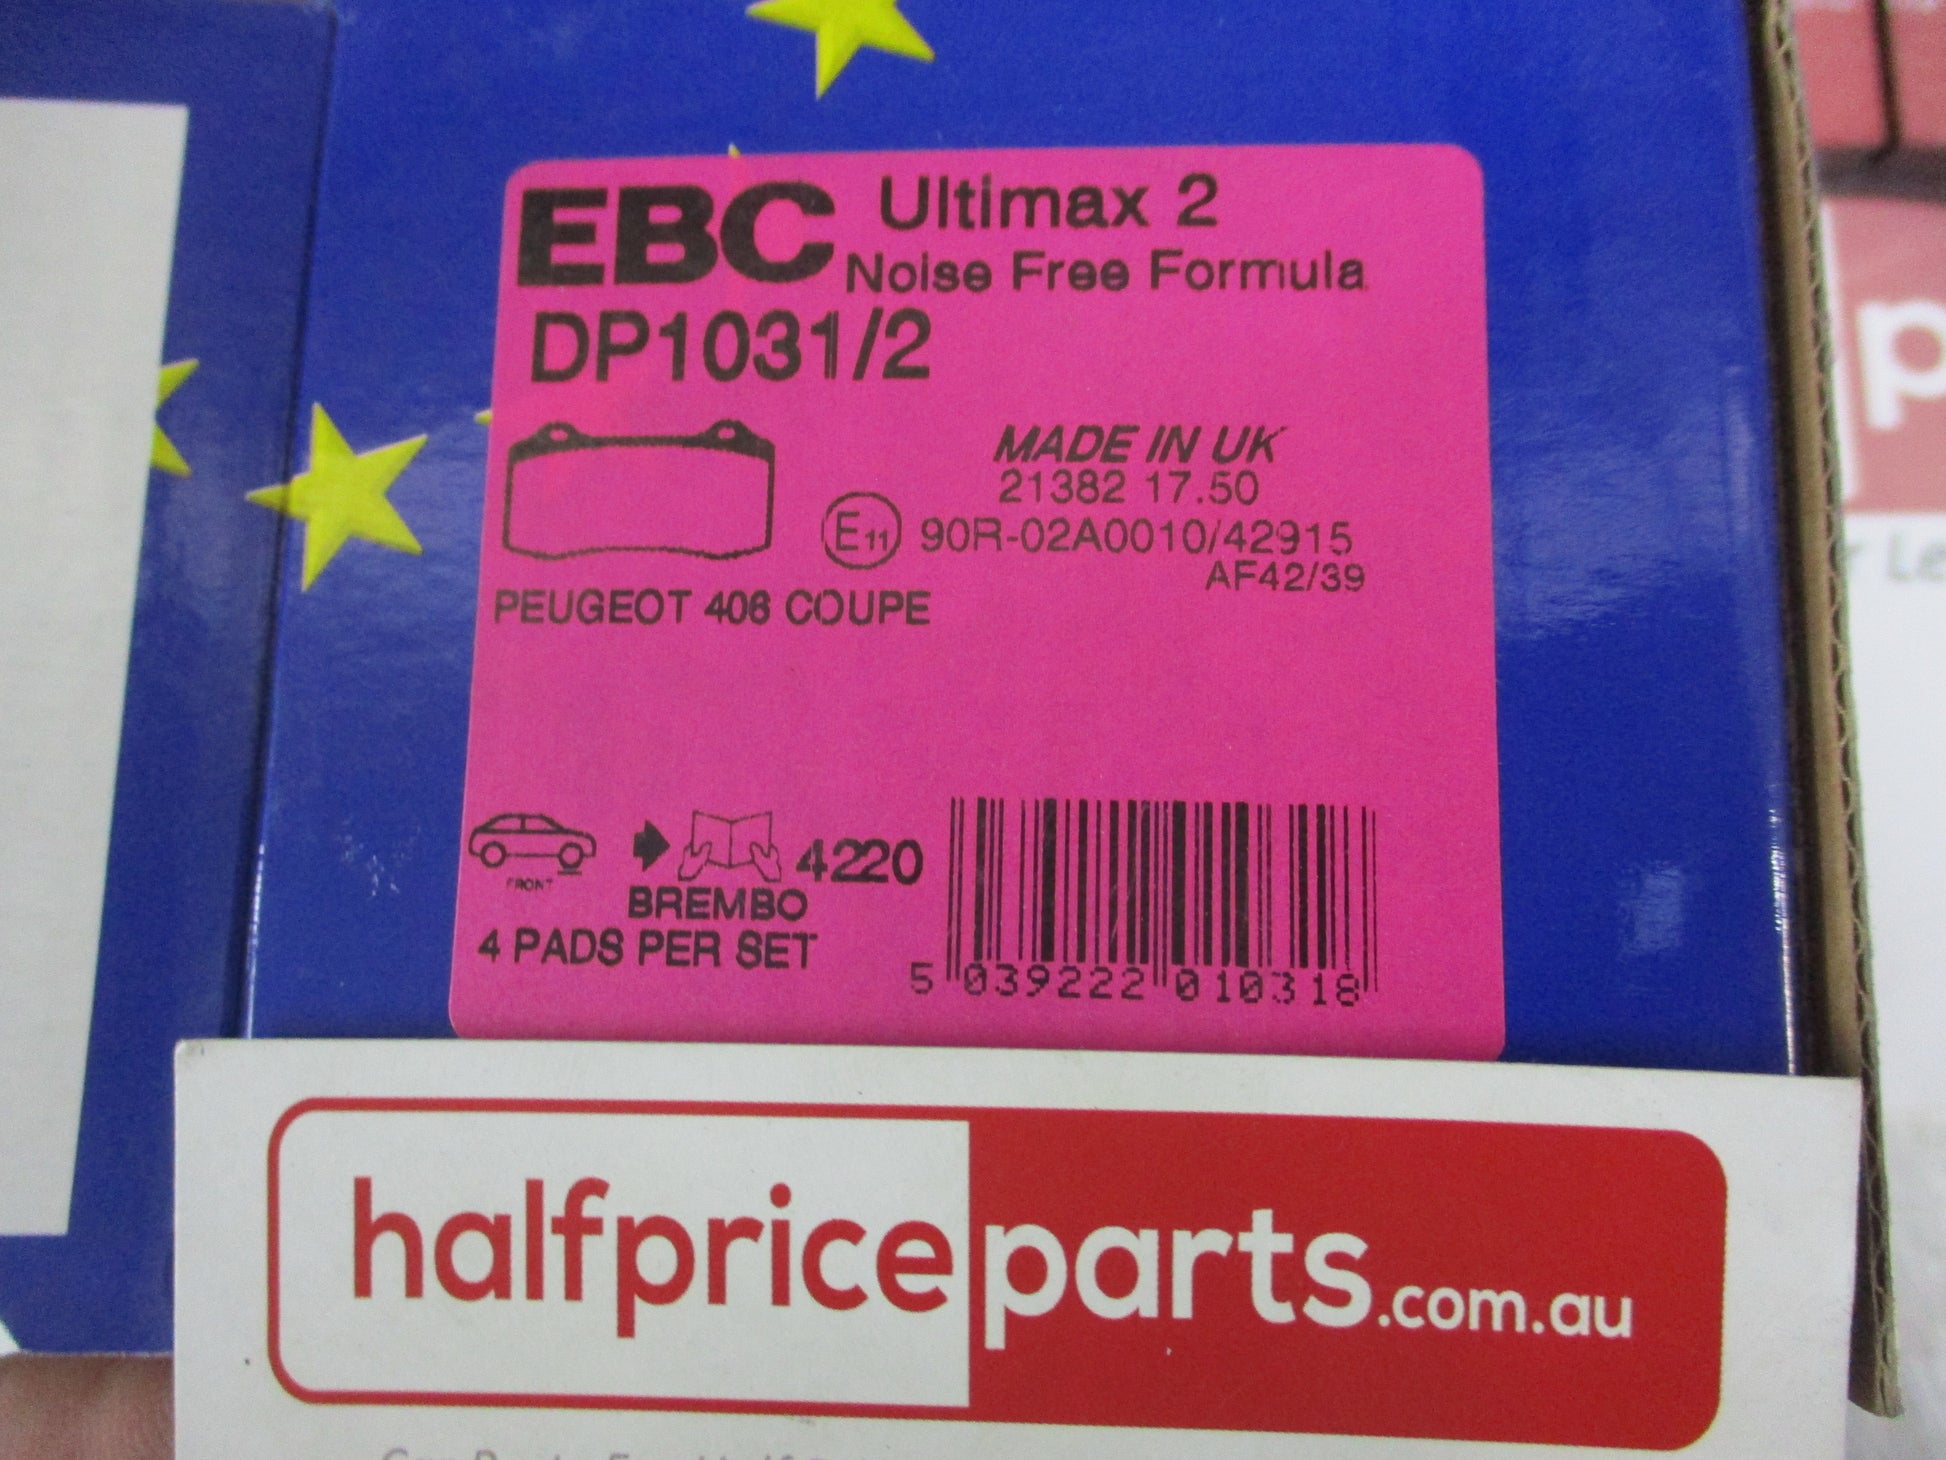 EBC Ultimax 2
Noise Free Formula
DP1031/2
MADE IN UK
21382 17.50
E11 90R-02A0010/42915
AF42/39
PEUGEOT 406 COUPE
FRONT
4220
BREMBO
4 PADS PER SET
5 039222 010318
halfpriceparts.com.au
p
r Le